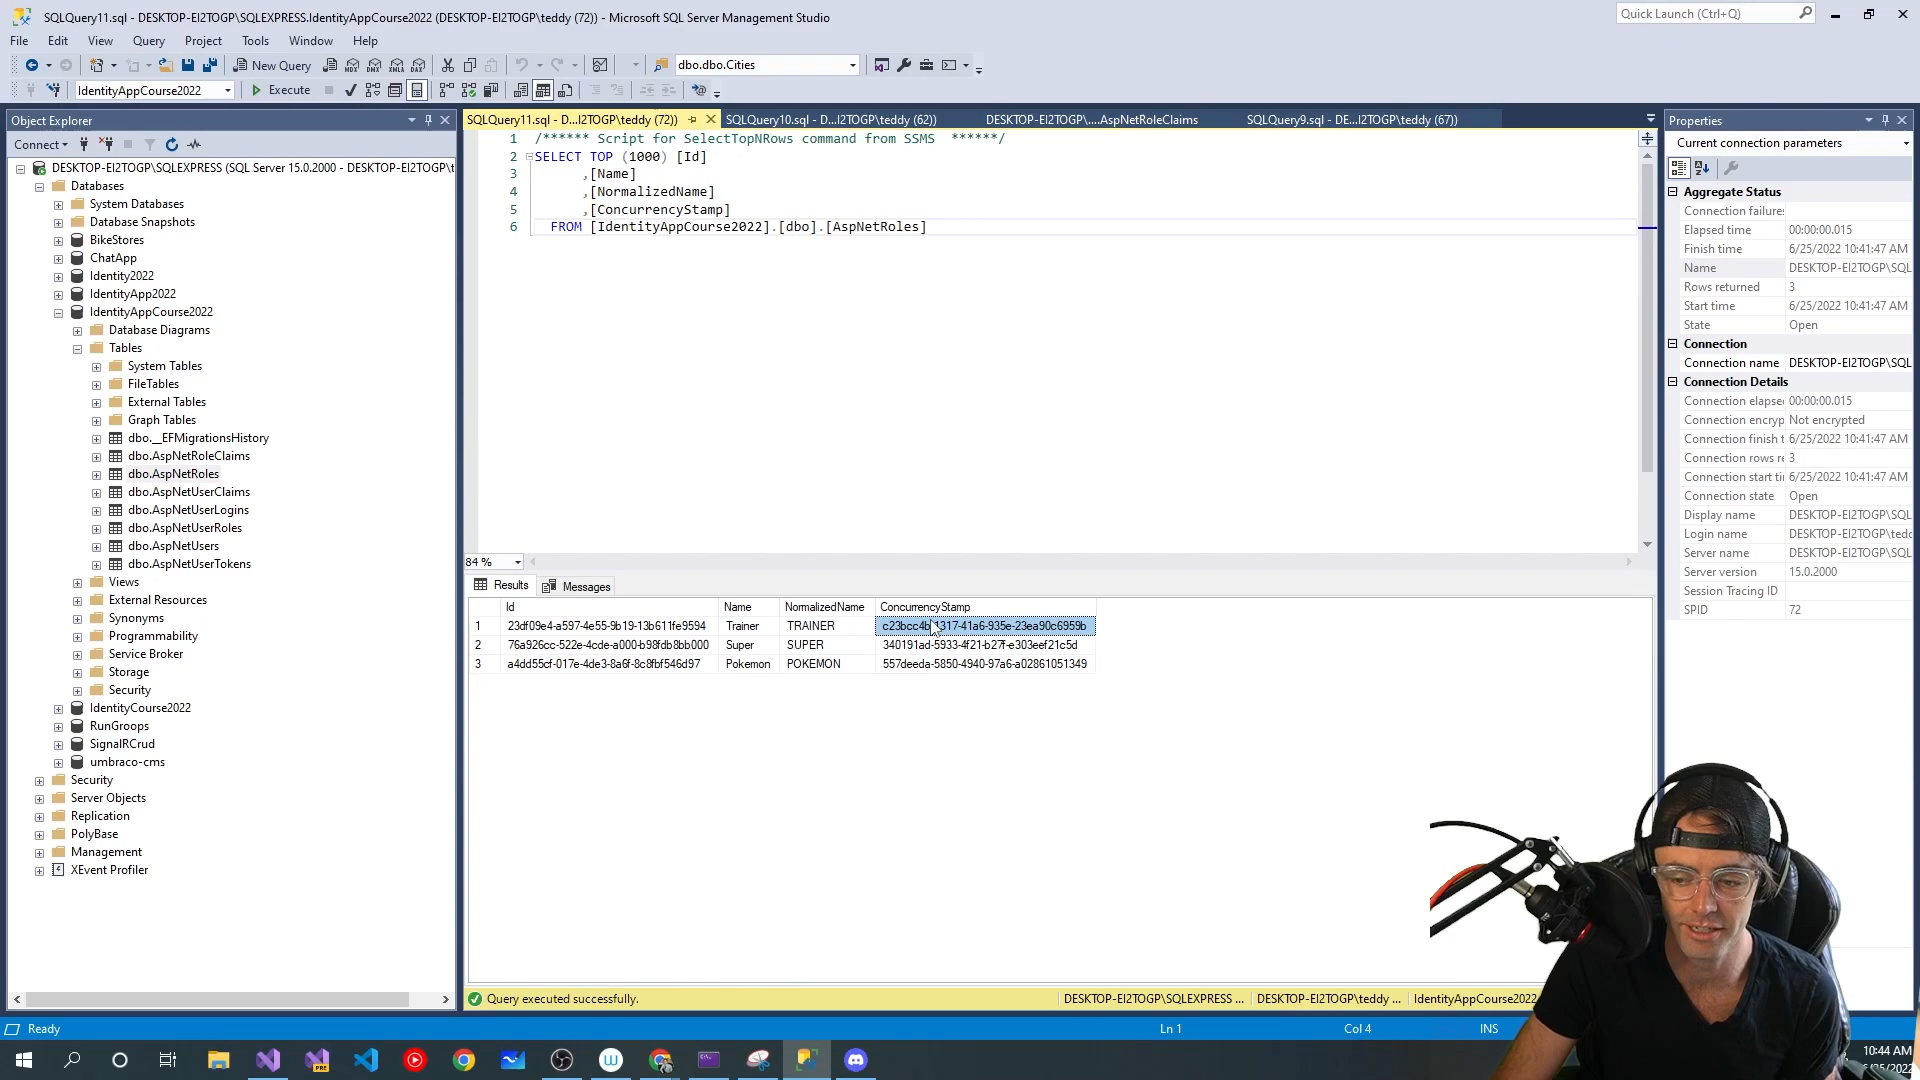 SQLQuery11.sql - DESKTOP-EI2TOGP\SQLEXPRESS.IdentityAppCourse2022 (DESKTOP-EI2TOGP\teddy (72)) - Microsoft SQL Server Management Studio
Quick Launch (Ctrl+Q)
File Edit View Query Project Tools Window Help
New Query
dbo.dbo.Cities
IdentityAppCourse2022
Execute
Object Explorer
Connect
DESKTOP-EI2TOGP\SQLEXPRESS (SQL Server 15.0.2000 - DESKTOP-EI2TOGP\t
Databases
System Databases
Database Snapshots
BikeStores
ChatApp
Identity2022
IdentityApp2022
IdentityAppCourse2022
Database Diagrams
Tables
System Tables
FileTables
External Tables
Graph Tables
dbo.__EFMigrationsHistory
dbo.AspNetRoleClaims
dbo.AspNetRoles
dbo.AspNetUserClaims
dbo.AspNetUserLogins
dbo.AspNetUserRoles
dbo.AspNetUsers
dbo.AspNetUserTokens
Views
External Resources
Synonyms
Programmability
Service Broker
Storage
Security
IdentityCourse2022
RunGroops
SignalRCrud
umbraco-cms
Security
Server Objects
Replication
PolyBase
Management
XEvent Profiler
SQLQuery11.sql - D...I2TOGP\teddy (72)) SQLQuery10.sql - D...I2TOGP\teddy (62)) DESKTOP-EI2TOGP\....AspNetRoleClaims SQLQuery9.sql - DE...I2TOGP\teddy (67))
1 /****** Script for SelectTopNRows command from SSMS ******/
2 SELECT TOP (1000) [Id]
3 ,[Name]
4 ,[NormalizedName]
5 ,[ConcurrencyStamp]
6 FROM [IdentityAppCourse2022].[dbo].[AspNetRoles]
84 %
Results Messages
Id Name NormalizedName ConcurrencyStamp
1 23df09e4-a597-4e55-9b19-13b611fe9594 Trainer TRAINER
2 76a926cc-522e-4cde-a000-b98fdb8bb000 Super SUPER 340191ad-5933-4f21-b27f-e303eef21c5d
3 a4dd55cf-017e-4de3-8a6f-8c8fbf546d97 Pokemon POKEMON 557deeda-5850-4940-97a6-a02861051349
Query executed successfully.
DESKTOP-EI2TOGP\SQLEXPRESS ... DESKTOP-EI2TOGP\teddy ... IdentityAppCourse2022
Properties
Current connection parameters
Aggregate Status
Connection failures
Elapsed time 00:00:00.015
Finish time 6/25/2022 10:41:47 AM
Name DESKTOP-EI2TOGP\SQL
Rows returned 3
Start time 6/25/2022 10:41:47 AM
State Open
Connection
Connection name DESKTOP-EI2TOGP\SQL
Connection Details
Connection elapse 00:00:00.015
Connection encryp Not encrypted
Connection finish t 6/25/2022 10:41:47 AM
Connection rows re 3
Connection start ti 6/25/2022 10:41:47 AM
Connection state Open
Display name DESKTOP-EI2TOGP\SQL
Login name DESKTOP-EI2TOGP\tedd
Server name DESKTOP-EI2TOGP\SQL
Server version 15.0.2000
Session Tracing ID
SPID 72
Ready
Ln 1 Col 4 INS
10:44 AM